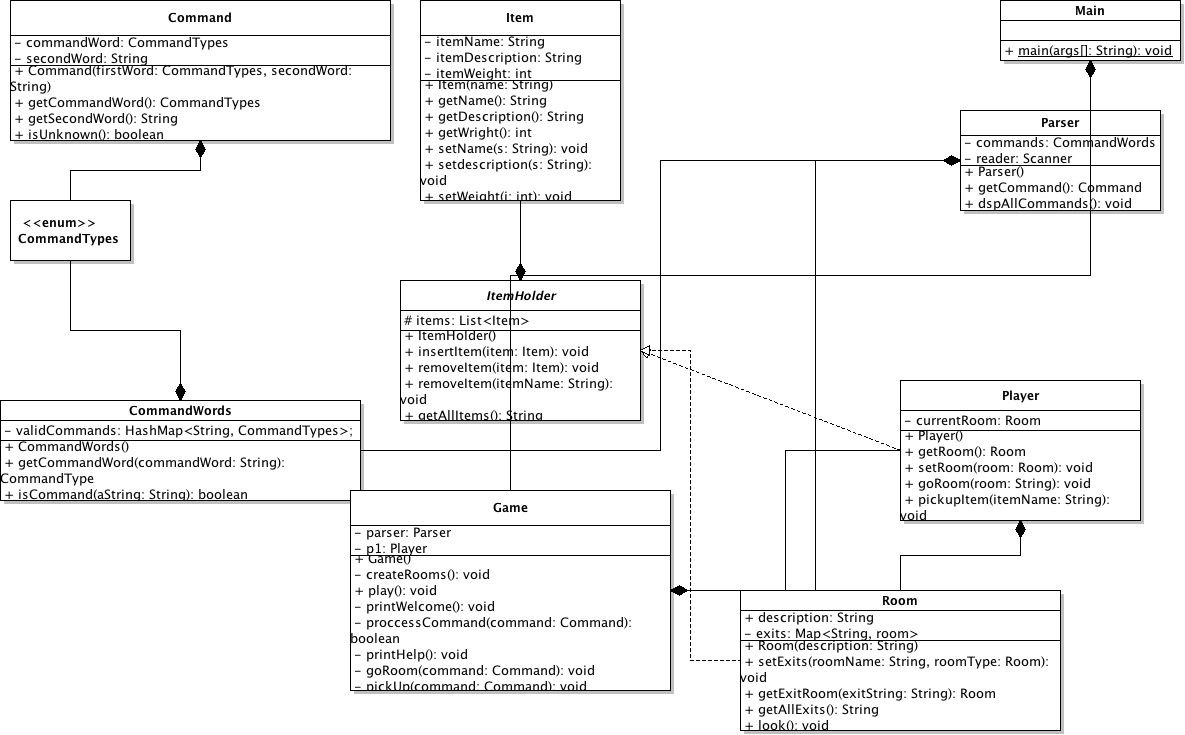 Command
– commandWord: CommandTypes
– secondWord: String
+ Command(firstWord: CommandTypes, secondWord:
String)
+ getCommandWord(): CommandTypes
+ getSecondWord(): String
+ isUnknown(): boolean
Item
– itemName: String
– itemDescription: String
– itemWeight: int
+ Item(name: String)
+ getName(): String
+ getDescription(): String
+ getWright(): int
+ setName(s: String): void
+ setdescription(s: String):
void
+ setWeight(i: int): void
Main
+ main(args[]: String): void
Parser
– commands: CommandWords
– reader: Scanner
+ Parser()
+ getCommand(): Command
+ dspAllCommands(): void
<<enum>>
CommandTypes
ItemHolder
# items: List<Item>
+ ItemHolder()
+ insertItem(item: Item): void
+ removeItem(item: Item): void
+ removeItem(itemName: String):
void
+ getAllItems(): String
Player
– currentRoom: Room
+ Player()
+ getRoom(): Room
+ setRoom(room: Room): void
+ goRoom(room: String): void
+ pickupItem(itemName: String):
void
CommandWords
– validCommands: HashMap<String, CommandTypes>;
+ CommandWords()
+ getCommandWord(commandWord: String):
CommandType
+ isCommand(aString: String): boolean
Game
– parser: Parser
– p1: Player
+ Game()
– createRooms(): void
+ play(): void
– printWelcome(): void
– proccessCommand(command: Command):
boolean
– printHelp(): void
– goRoom(command: Command): void
– pickUp(command: Command): void
Room
+ description: String
– exits: Map<String, room>
+ Room(description: String)
+ setExits(roomName: String, roomType: Room):
void
+ getExitRoom(exitString: String): Room
+ getAllExits(): String
+ look(): void